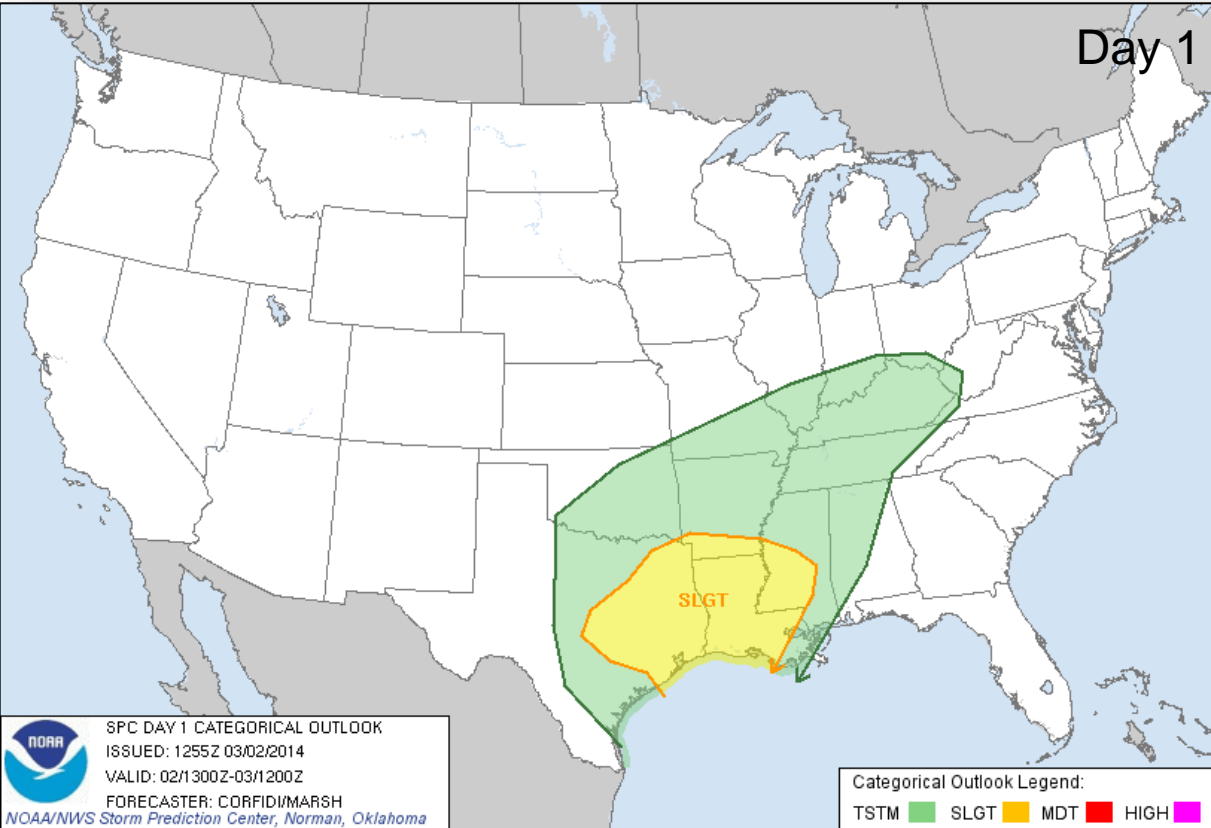 Day 1
SLGT
NOAA
SPC DAY 1 CATEGORICAL OUTLOOK
ISSUED: 1255Z 03/02/2014
VALID: 02/1300Z-03/1200Z
FORECASTER: CORFIDI/MARSH
NOAA/NWS Storm Prediction Center, Norman, Oklahoma
Categorical Outlook Legend:
TSTM SLGT MDT HIGH